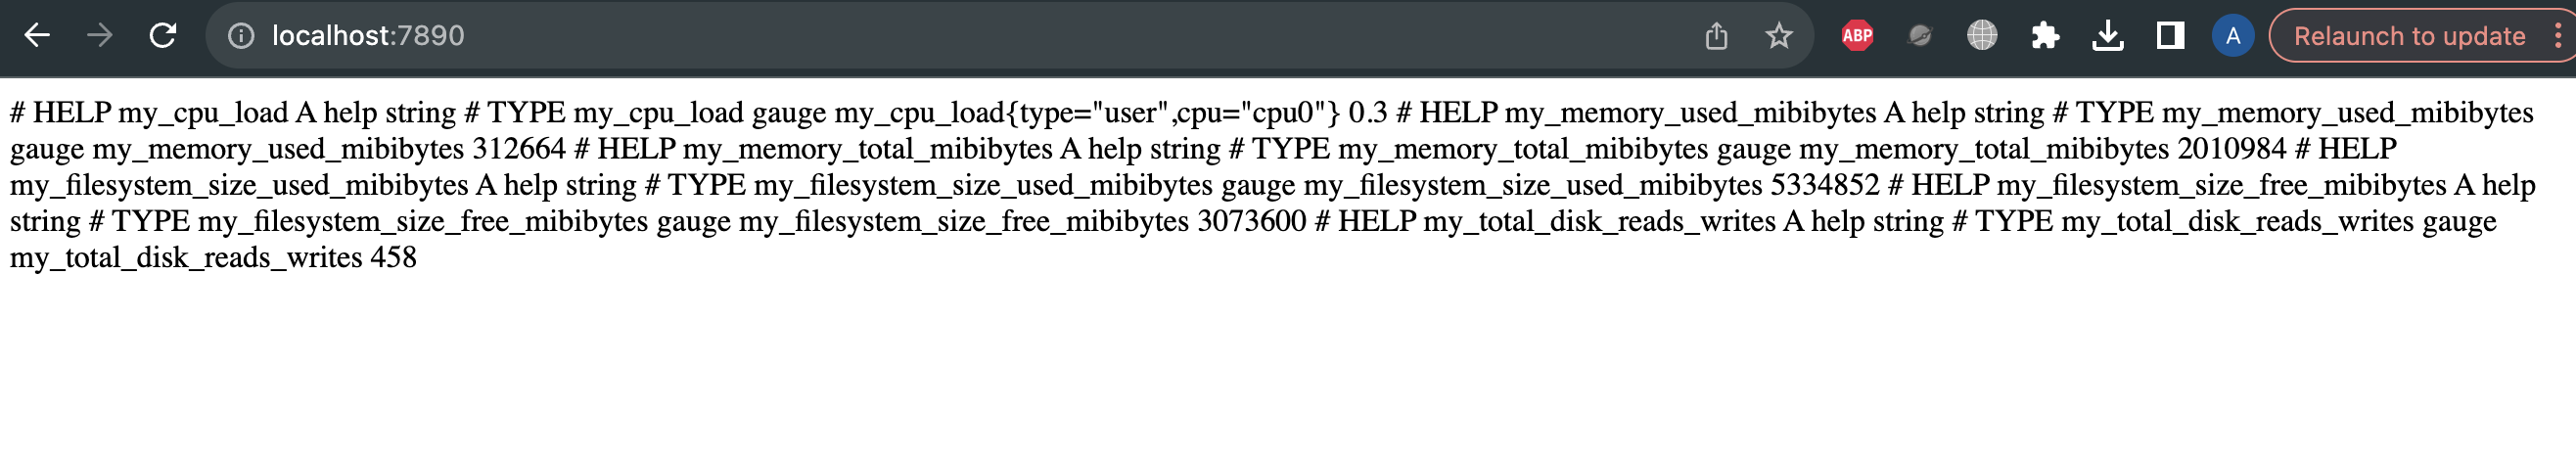 localhost:7890
ABP
A
Relaunch to update
# HELP my_cpu_load A help string # TYPE my_cpu_load gauge my_cpu_load{type="user",cpu="cpu0"} 0.3 # HELP my_memory_used_mibibytes A help string # TYPE my_memory_used_mibibytes
gauge my_memory_used_mibibytes 312664 # HELP my_memory_total_mibibytes A help string # TYPE my_memory_total_mibibytes gauge my_memory_total_mibibytes 2010984 # HELP
my_filesystem_size_used_mibibytes A help string # TYPE my_filesystem_size_used_mibibytes gauge my_filesystem_size_used_mibibytes 5334852 # HELP my_filesystem_size_free_mibibytes A help
string # TYPE my_filesystem_size_free_mibibytes gauge my_filesystem_size_free_mibibytes 3073600 # HELP my_total_disk_reads_writes A help string # TYPE my_total_disk_reads_writes gauge
my_total_disk_reads_writes 458